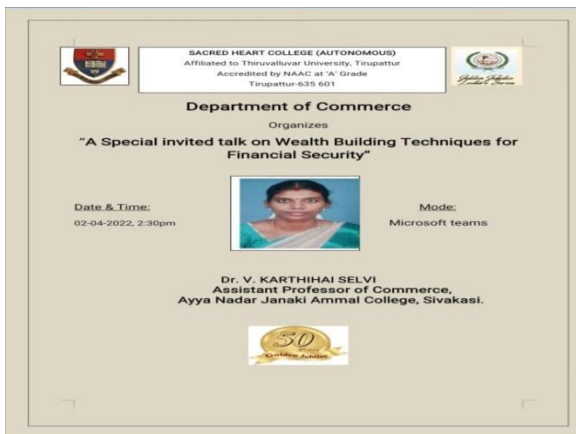 SACRED HEART COLLEGE (AUTONOMOUS)
Affiliated to Thiruvalluvar University, Tirupattur
Accredited by NAAC at 'A' Grade
Tirupattur-635 601
Department of Commerce
Organizes
"A Special invited talk on Wealth Building Techniques for
Financial Security"
Date & Time:
02-04-2022, 2:30pm
Mode:
Microsoft teams
Dr. V. KARTHIHAI SELVI
Assistant Professor of Commerce,
Ayya Nadar Janaki Ammal College, Sivakasi.
50
Golden Jubilee